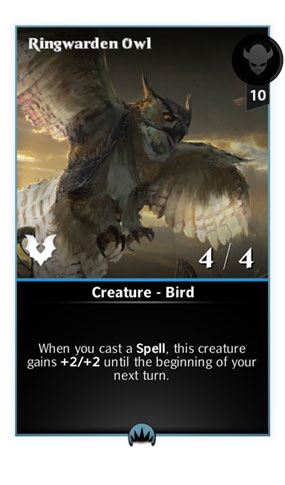 Ringwarden Owl
10
4 / 4
Creature - Bird
When you cast a Spell, this creature
gains +2/+2 until the beginning of your
next turn.